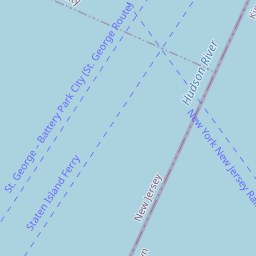 St. George - Battery Park City (St. George Route)
Hudson River
Staten Island Ferry
New York New Jersey Ra
New Jersey